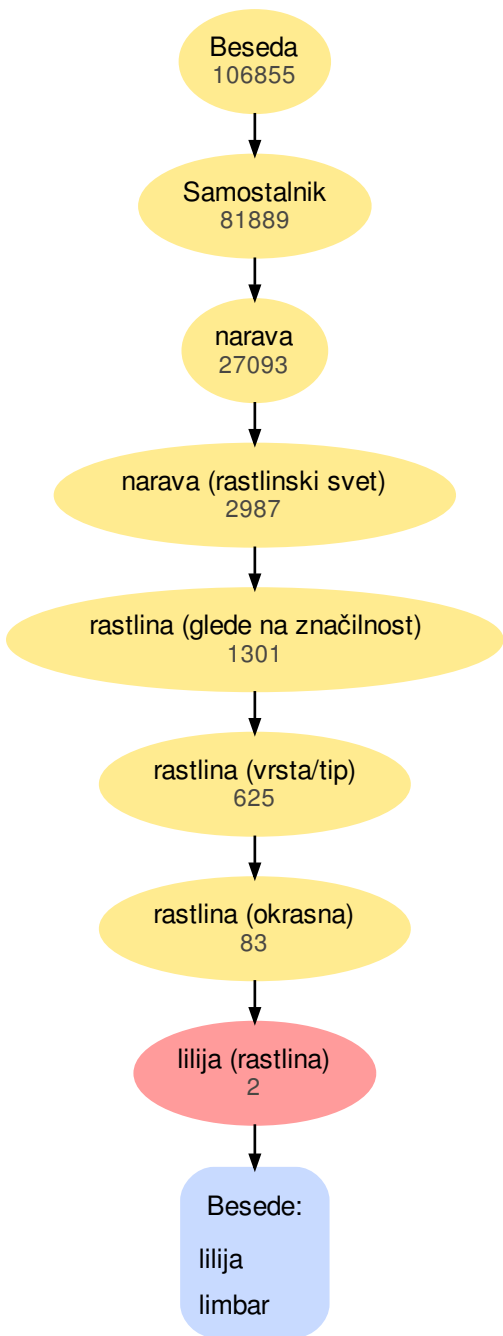 Beseda
106855
Samostalnik
81889
narava
27093
narava (rastlinski svet)
2987
rastlina (glede na značilnost)
1301
rastlina (vrsta/tip)
625
rastlina (okrasna)
83
lilija (rastlina)
2
Besede:
lilija
limbar